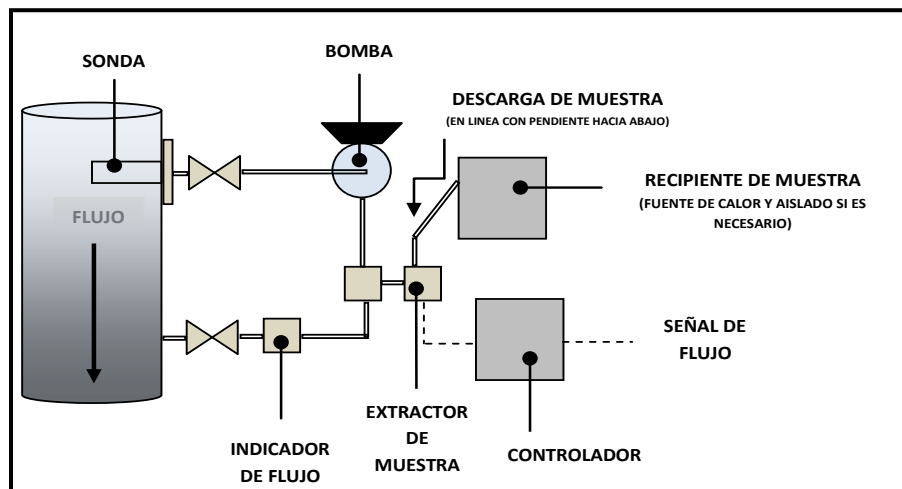 SONDA
BOMBA
DESCARGA DE MUESTRA
(EN LINEA CON PENDIENTE HACIA ABAJO)
RECIPIENTE DE MUESTRA
(FUENTE DE CALOR Y AISLADO SI ES
NECESARIO)
FLUJO
SEÑAL DE
FLUJO
INDICADOR
DE FLUJO
EXTRACTOR
DE
MUESTRA
CONTROLADOR